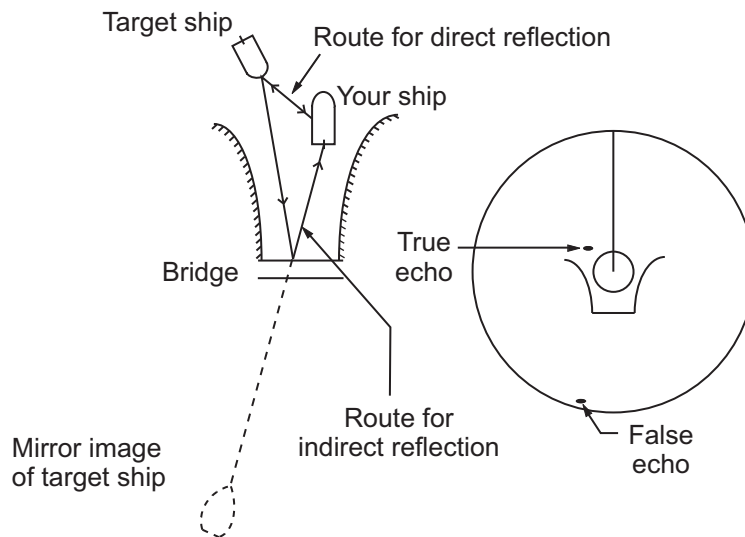 Target ship
Route for direct reflection
Your ship
True
echo
Bridge
Route for
indirect reflection
False
echo
Mirror image
of target ship